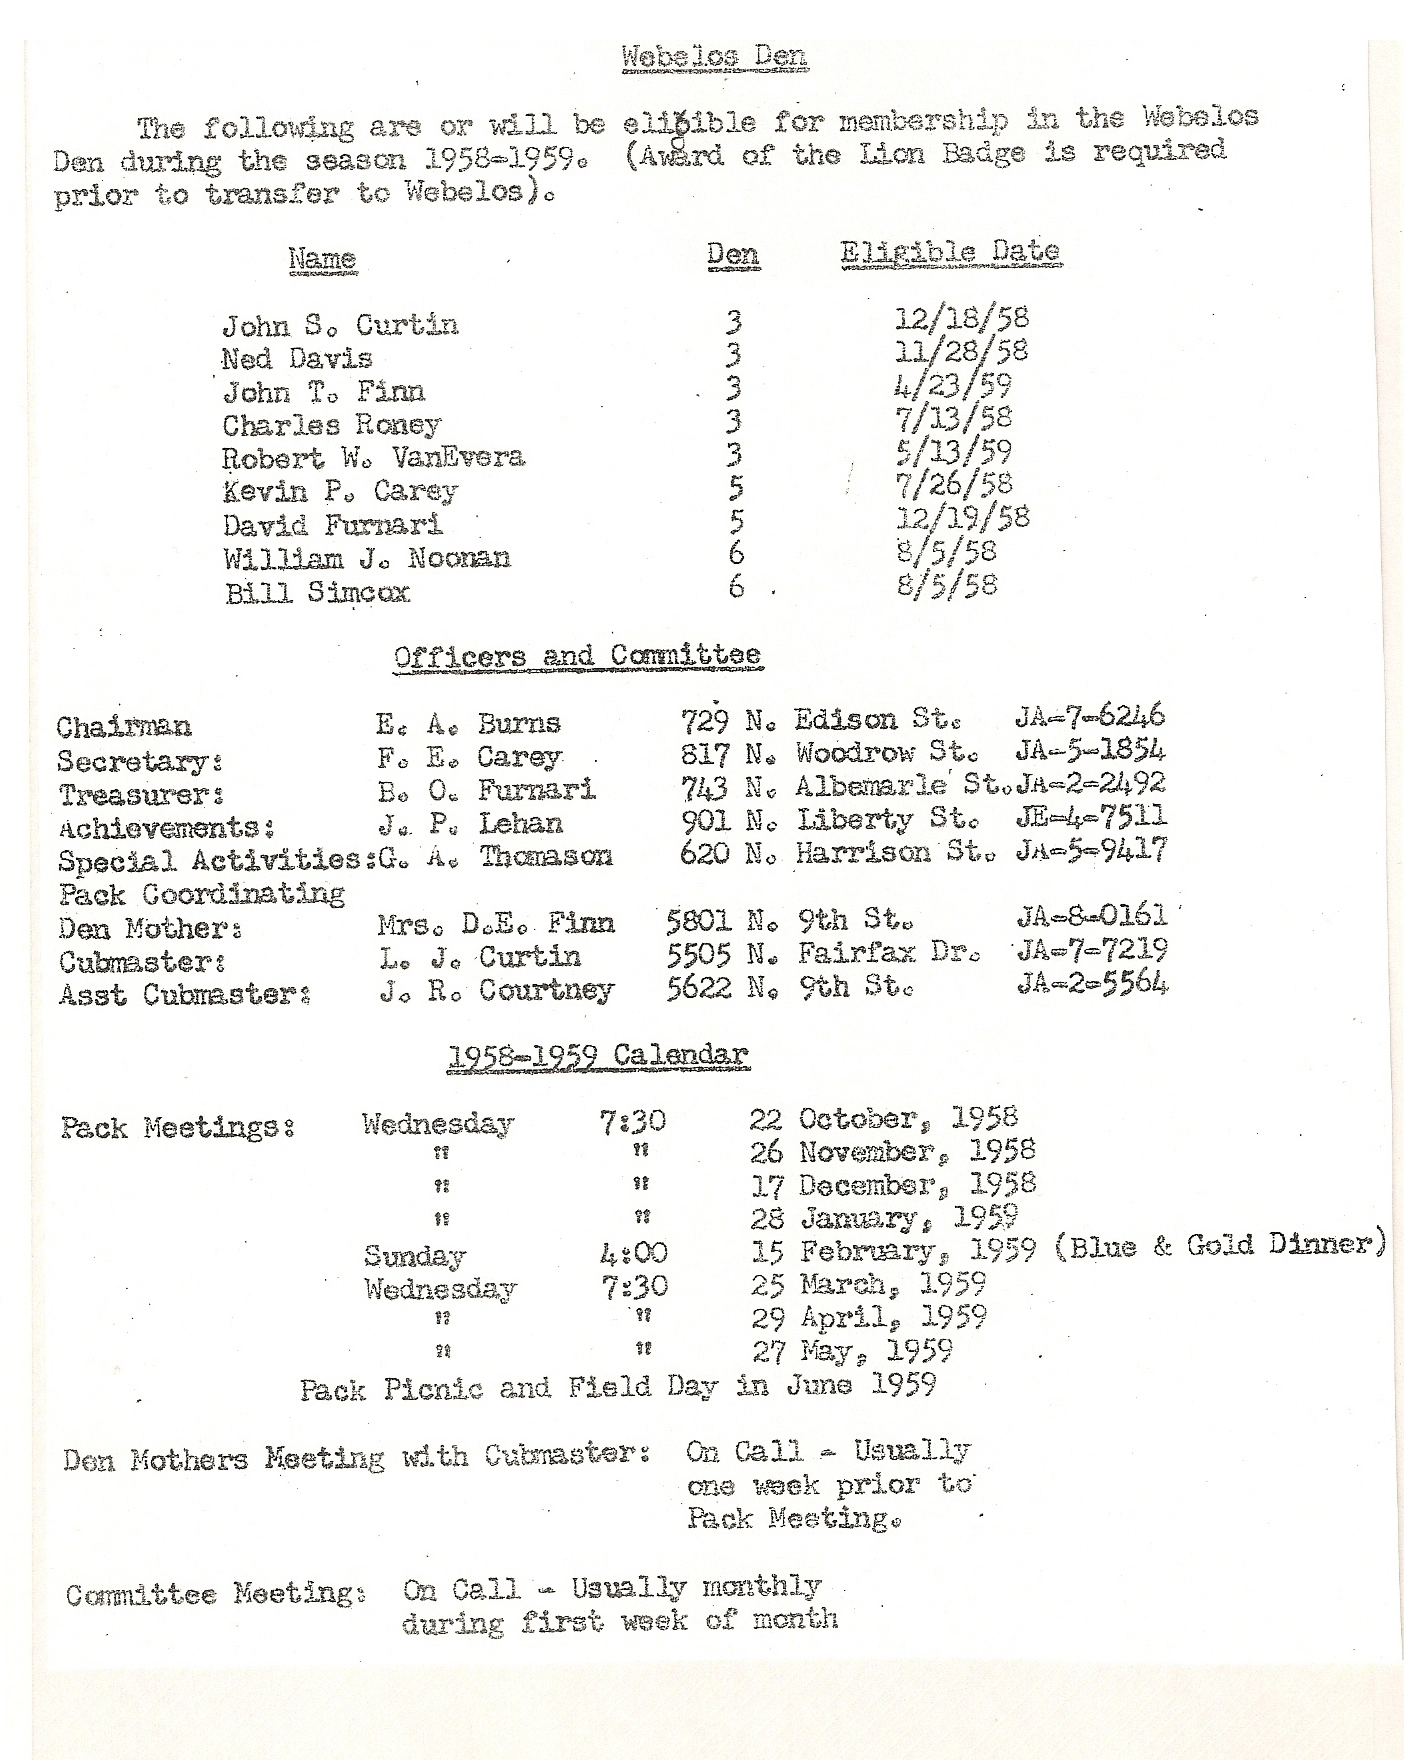 Webelos Den
The following are or will be eligible for membership in the Webelos
Den during the season 1958-1959. (Award of the Lion Badge is required
prior to transfer to Webelos).
Name Den Eligible Date
John S. Curtin 3 12/18/58
Ned Davis 3 11/28/58
John T. Finn 3 4/23/59
Charles Roney 3 7/13/58
Robert W. VanEvera 3 5/13/59
Kevin P. Carey 5 7/26/58
David Furnari 5 12/19/58
William J. Noonan 6 8/5/58
Bill Simcox 6 8/5/58
Officers and Committee
Chairman E. A. Burns 729 N. Edison St. JA-7-6246
Secretary: F. E. Carey 817 N. Woodrow St. JA-5-1854
Treasurer: B. O. Furnari 743 N. Albemarle St. JA-2-2492
Achievements: J. P. Lehan 901 N. Liberty St. JE-4-7511
Special Activities: G. A. Thomason 620 N. Harrison St. JA-5-9417
Pack Coordinating
Den Mother: Mrs. D.E. Finn 5801 N. 9th St. JA-8-0161
Cubmaster: L. J. Curtin 5505 N. Fairfax Dr. JA-7-7219
Asst Cubmaster: J. R. Courtney 5622 N. 9th St. JA-2-5564
1958-1959 Calendar
Pack Meetings: Wednesday 7:30 22 October, 1958
" " 26 November, 1958
" " 17 December, 1958
" " 28 January, 1959
Sunday 4:00 15 February, 1959 (Blue & Gold Dinner)
Wednesday 7:30 25 March, 1959
" " 29 April, 1959
" " 27 May, 1959
Pack Picnic and Field Day in June 1959
Den Mothers Meeting with Cubmaster: On Call - Usually
one week prior to
Pack Meeting.
Committee Meeting: On Call - Usually monthly
during first week of month